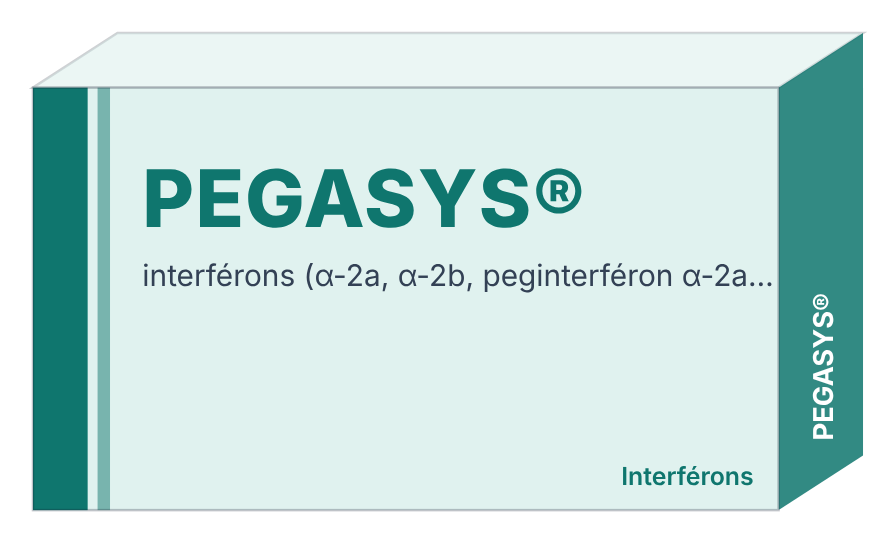 PEGASYS®
interférons (α-2a, α-2b, peginterféron α-2a...
PEGASYS®
Interférons